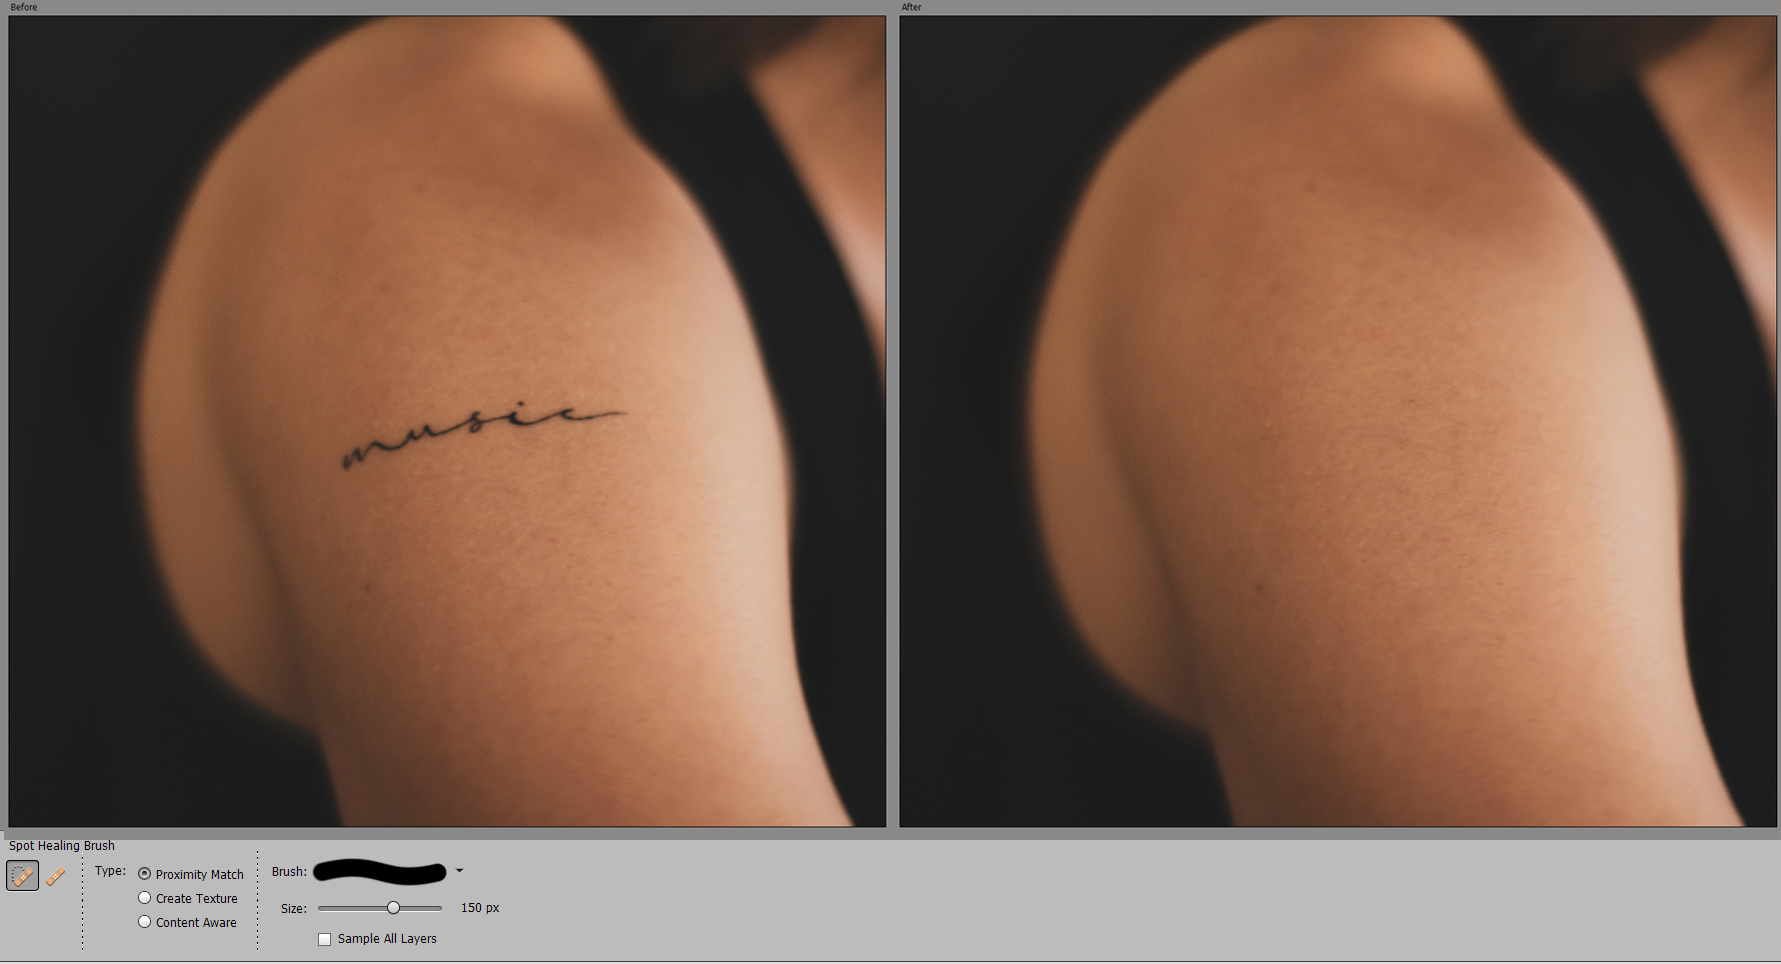 Before
After
music
Spot Healing Brush
Type:
Proximity Match
Create Texture
Content Aware
Brush:
Size:
150 px
Sample All Layers